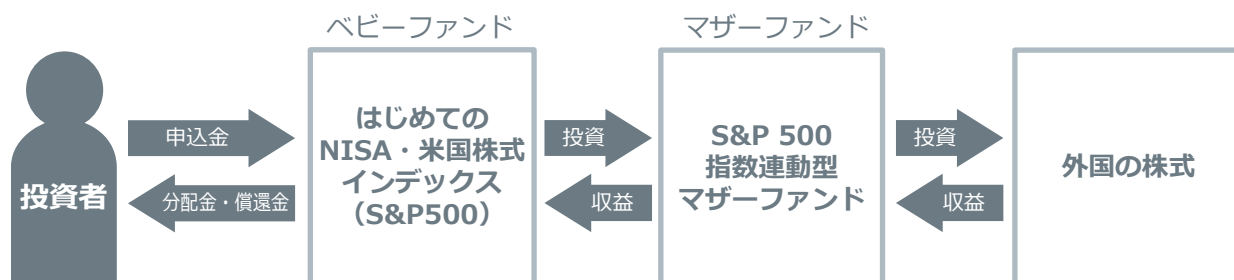 ベビーファンド
マザーファンド
投資者
申込金
分配金・償還金
はじめての
NISA・米国株式
インデックス
（S&P500）
投資
収益
S&P 500
指数連動型
マザーファンド
投資
収益
外国の株式